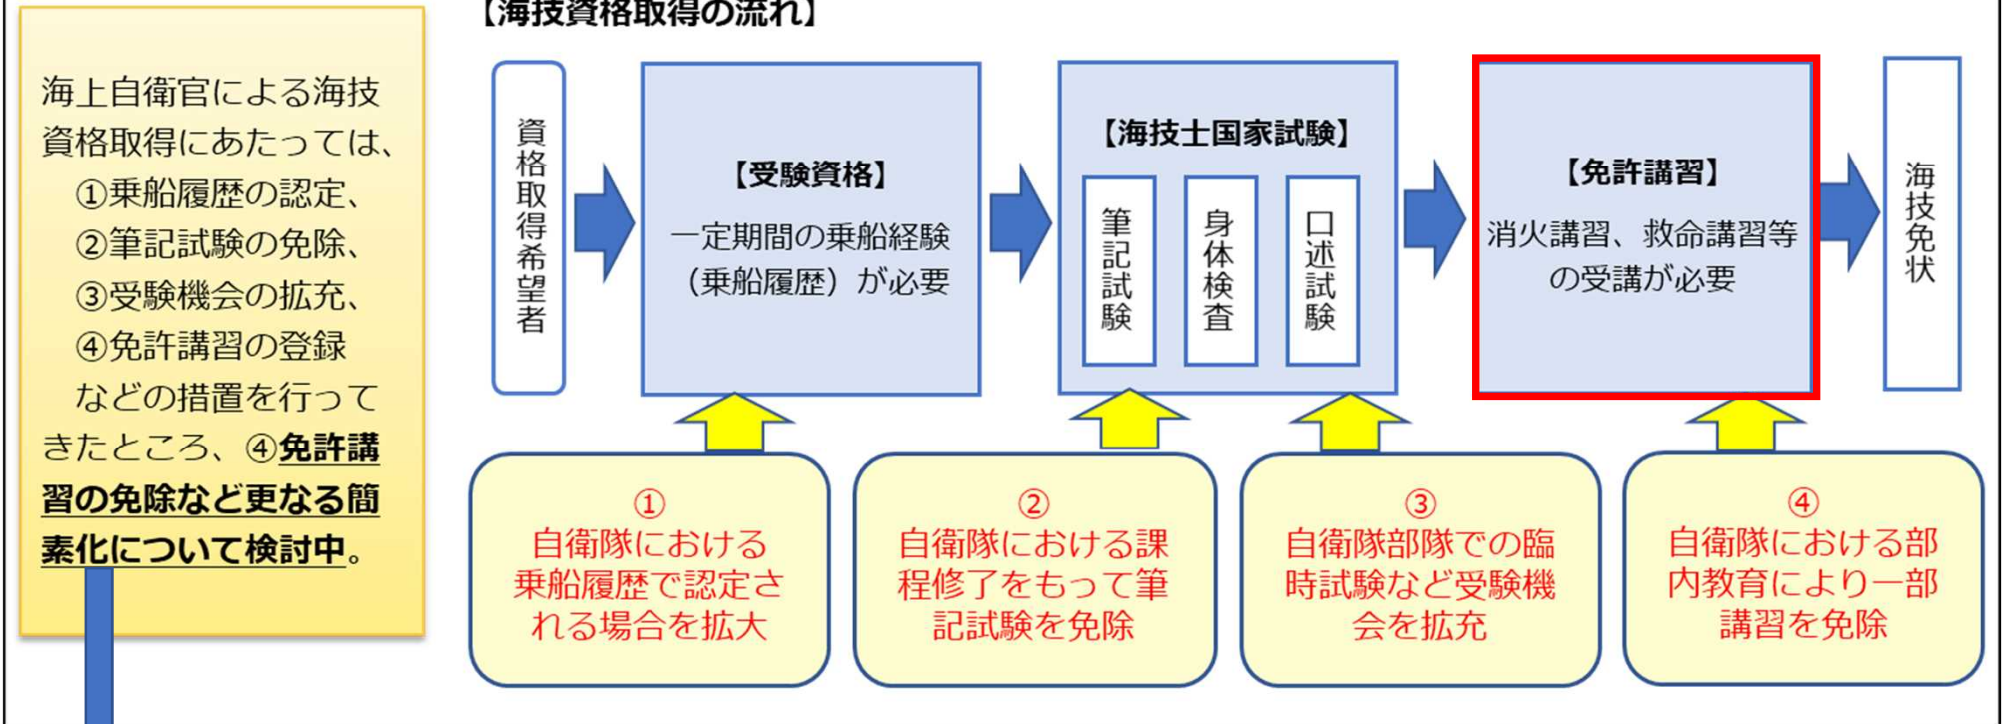 【海技資格取得の流れ】
海上自衛官による海技
資格取得にあたっては、
①乗船履歴の認定、
②筆記試験の免除、
③受験機会の拡充、
④免許講習の登録
などの措置を行って
きたところ、④免許講
習の免除など更なる簡
素化について検討中。
資格取得希望者
【受験資格】
一定期間の乗船経験
（乗船履歴）が必要
【海技士国家試験】
筆記試験
身体検査
口述試験
【免許講習】
消火講習、救命講習等
の受講が必要
海技免状
①
自衛隊における
乗船履歴で認定さ
れる場合を拡大
②
自衛隊における課
程修了をもって筆
記試験を免除
③
自衛隊部隊での臨
時試験など受験機
会を拡充
④
自衛隊における部
内教育により一部
講習を免除